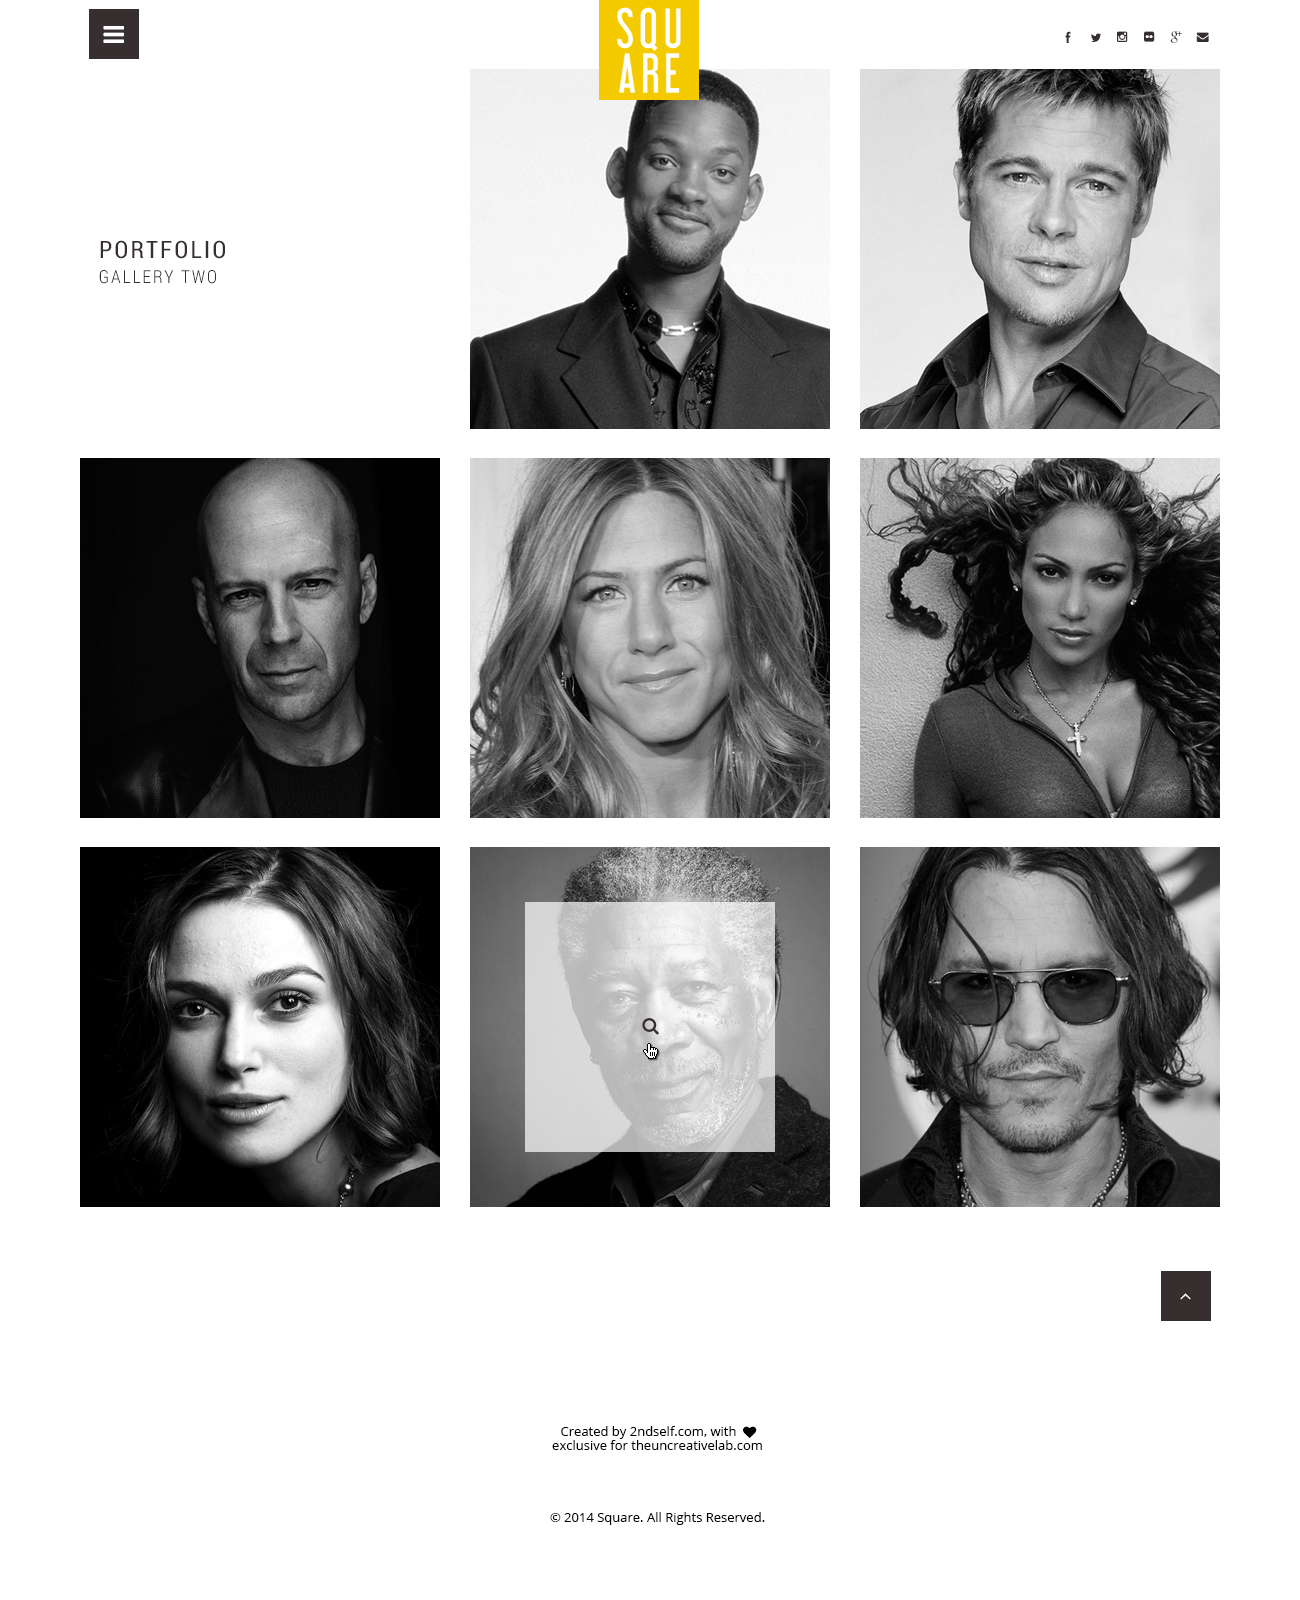 SQU
ARE
PORTFOLIO
GALLERY TWO
Created by 2ndself.com, with ♥
exclusive for theuncreativelab.com
© 2014 Square. All Rights Reserved.